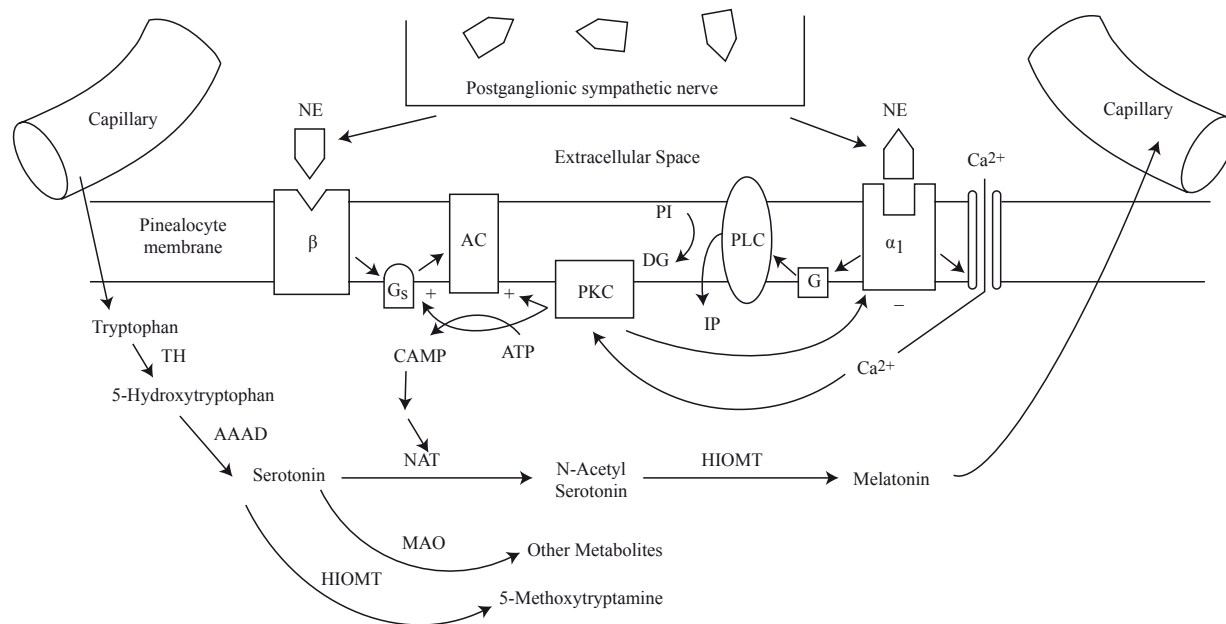 Postganglionic sympathetic nerve
Capillary
NE
NE
Capillary
Extracellular Space
Ca2+
Pinealocyte
membrane
β
AC
PI
DG
PLC
α1
Gs
+
+
PKC
IP
G
–
Tryptophan
TH
CAMP
ATP
Ca2+
5-Hydroxytryptophan
AAAD
Serotonin
NAT
N-Acetyl
Serotonin
HIOMT
Melatonin
MAO
Other Metabolites
HIOMT
5-Methoxytryptamine